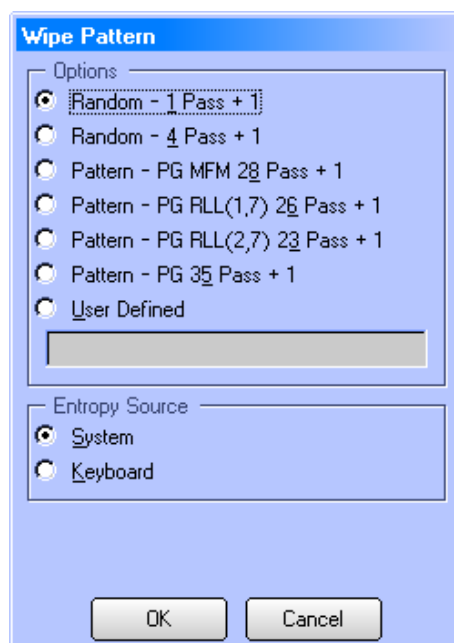 Wipe Pattern
Options
Random - 1 Pass + 1
Random - 4 Pass + 1
Pattern - PG MFM 28 Pass + 1
Pattern - PG RLL(1,7) 26 Pass + 1
Pattern - PG RLL(2,7) 23 Pass + 1
Pattern - PG 35 Pass + 1
User Defined
Entropy Source
System
Keyboard
OK Cancel